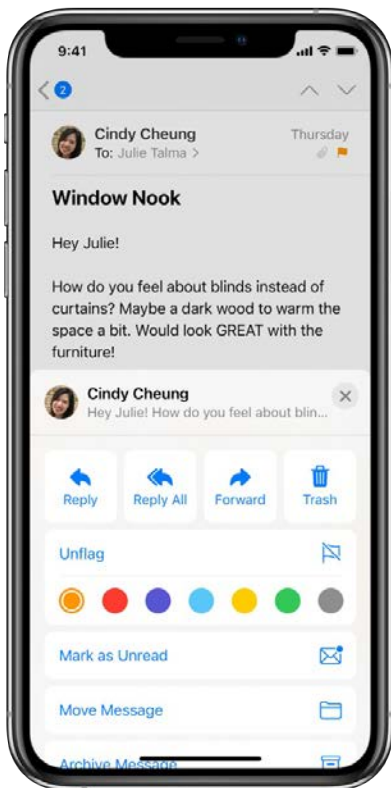 9:41
2
Cindy Cheung Thursday
To: Julie Talma >
Window Nook
Hey Julie!
How do you feel about blinds instead of
curtains? Maybe a dark wood to warm the
space a bit. Would look GREAT with the
furniture!
Cindy Cheung
Hey Julie! How do you feel about blin...
Reply Reply All Forward Trash
Unflag
Mark as Unread
Move Message
Archive Message